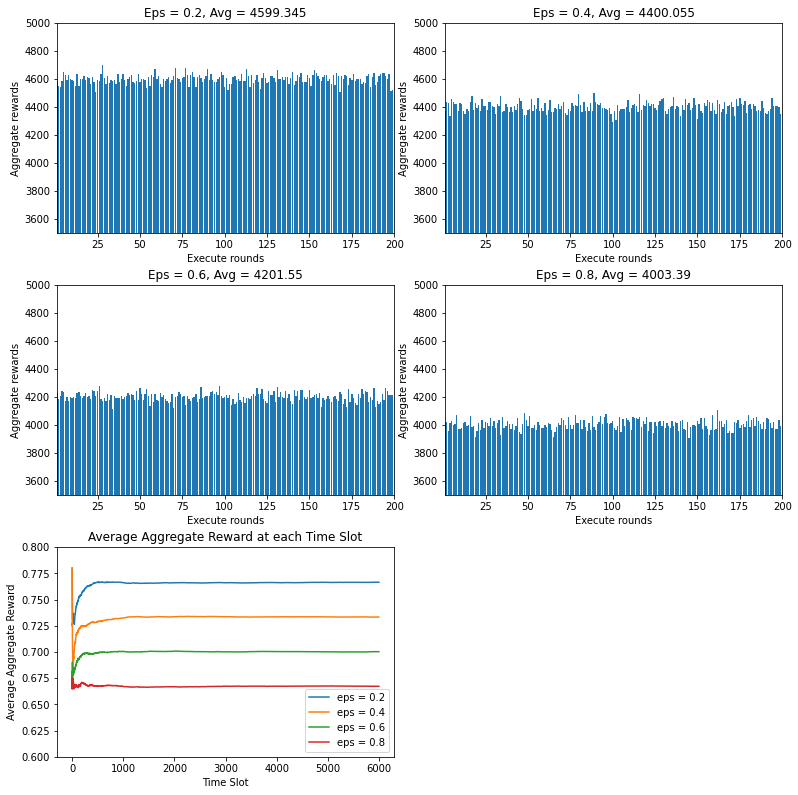 Eps = 0.2, Avg = 4599.345
Aggregate rewards
5000
4800
4600
4400
4200
4000
3800
3600
25 50 75 100 125 150 175 200
Execute rounds
Eps = 0.4, Avg = 4400.055
Aggregate rewards
5000
4800
4600
4400
4200
4000
3800
3600
25 50 75 100 125 150 175 200
Execute rounds
Eps = 0.6, Avg = 4201.55
Aggregate rewards
5000
4800
4600
4400
4200
4000
3800
3600
25 50 75 100 125 150 175 200
Execute rounds
Eps = 0.8, Avg = 4003.39
Aggregate rewards
5000
4800
4600
4400
4200
4000
3800
3600
25 50 75 100 125 150 175 200
Execute rounds
Average Aggregate Reward at each Time Slot
Average Aggregate Reward
0.800
0.775
0.750
0.725
0.700
0.675
0.650
0.625
0.600
eps = 0.2
eps = 0.4
eps = 0.6
eps = 0.8
0 1000 2000 3000 4000 5000 6000
Time Slot